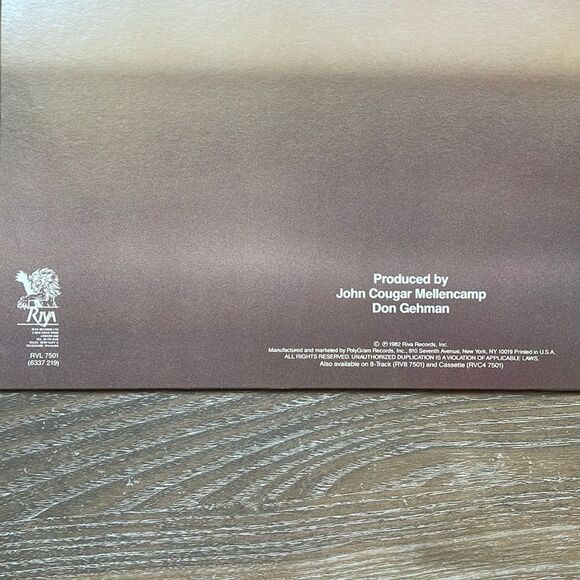 Produced by
John Cougar Mellencamp
Don Gehman
Riva
RVL 7501
(6337 219)
© ℗ 1982 Riva Records, Inc.
Manufactured and marketed by PolyGram Records, Inc., 810 Seventh Avenue, New York, NY 10019 Printed in U.S.A.
ALL RIGHTS RESERVED. UNAUTHORIZED DUPLICATION IS A VIOLATION OF APPLICABLE LAWS.
Also available on 8-Track (RV8 7501) and Cassette (RVC4 7501)